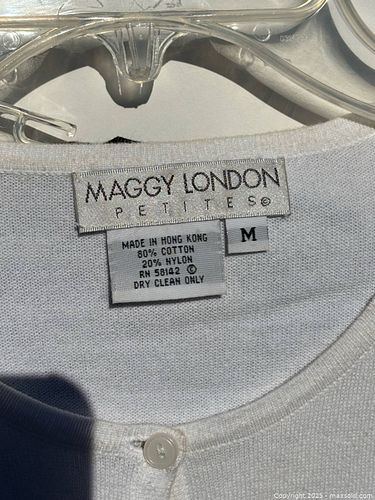 MAGGY LONDON
PETITES©
MADE IN HONG KONG
80% COTTON
20% NYLON
RN 58142 ©
DRY CLEAN ONLY
M
Copyright 2025 - maxsold.com